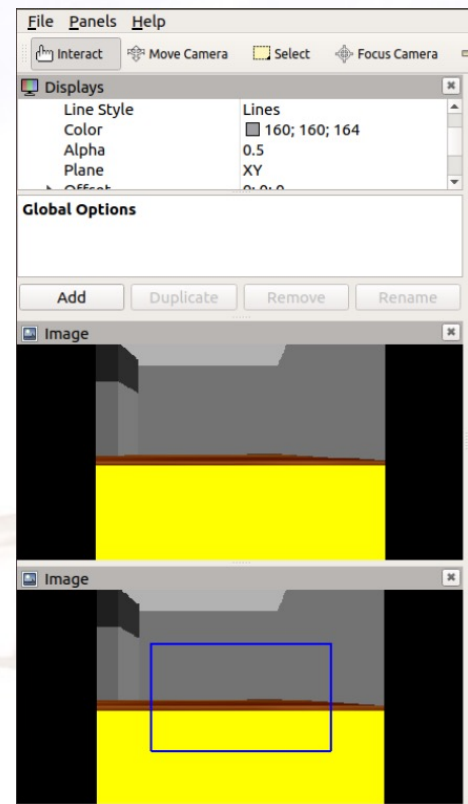 File Panels Help
Interact Move Camera Select Focus Camera
Displays
Line Style Lines
Color 160; 160; 164
Alpha 0.5
Plane XY
Global Options
Add Duplicate Remove Rename
Image
Image